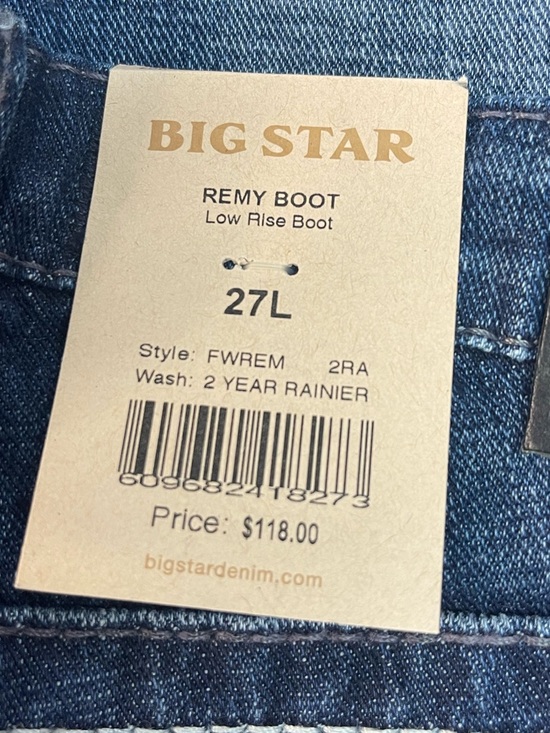 BIG STAR
REMY BOOT
Low Rise Boot
27L
Style: FWREM 2RA
Wash: 2 YEAR RAINIER
609682418273
Price: $118.00
bigstardenim.com